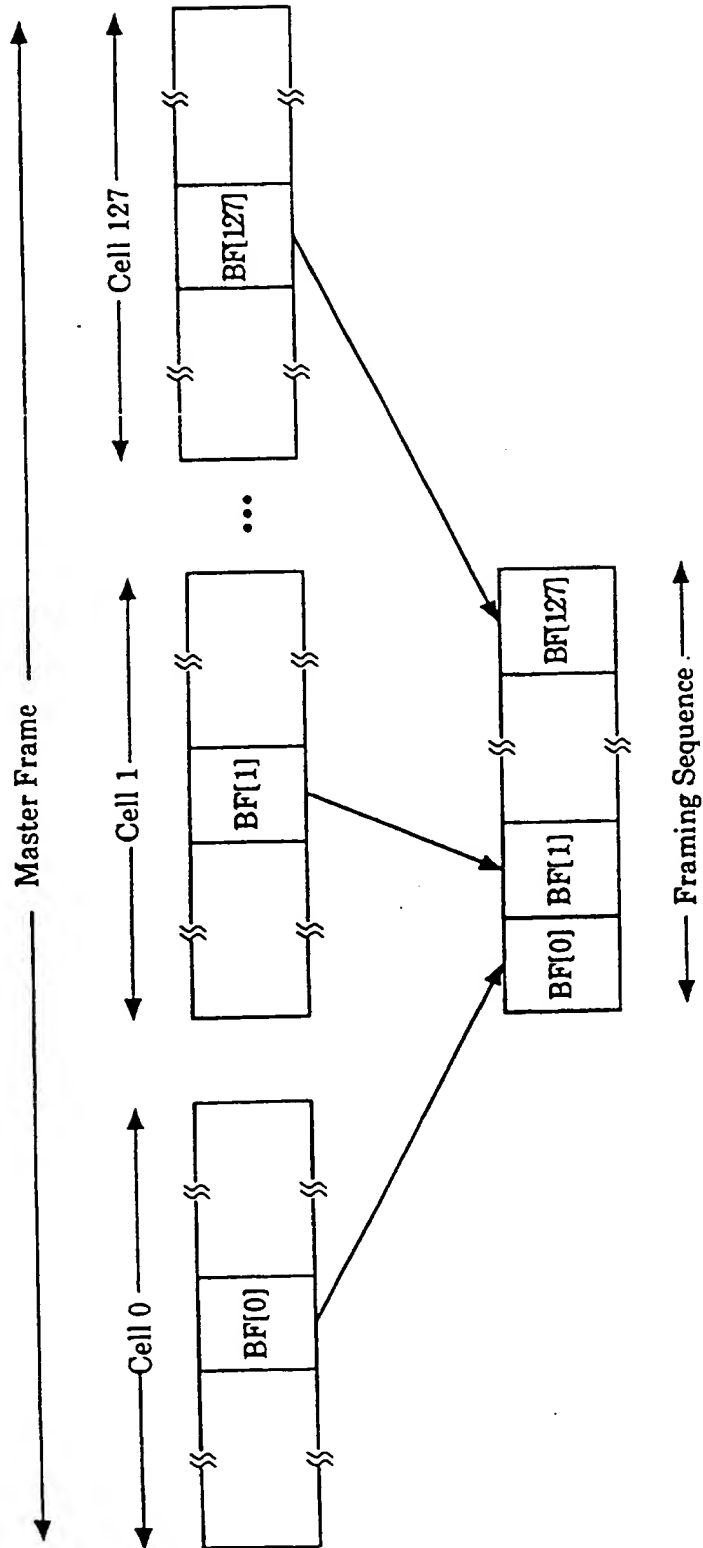 Master Frame
Cell 0
Cell 1
Cell 127
BF[0]
BF[1]
...
BF[127]
BF[0]
BF[1]
BF[127]
Framing Sequence